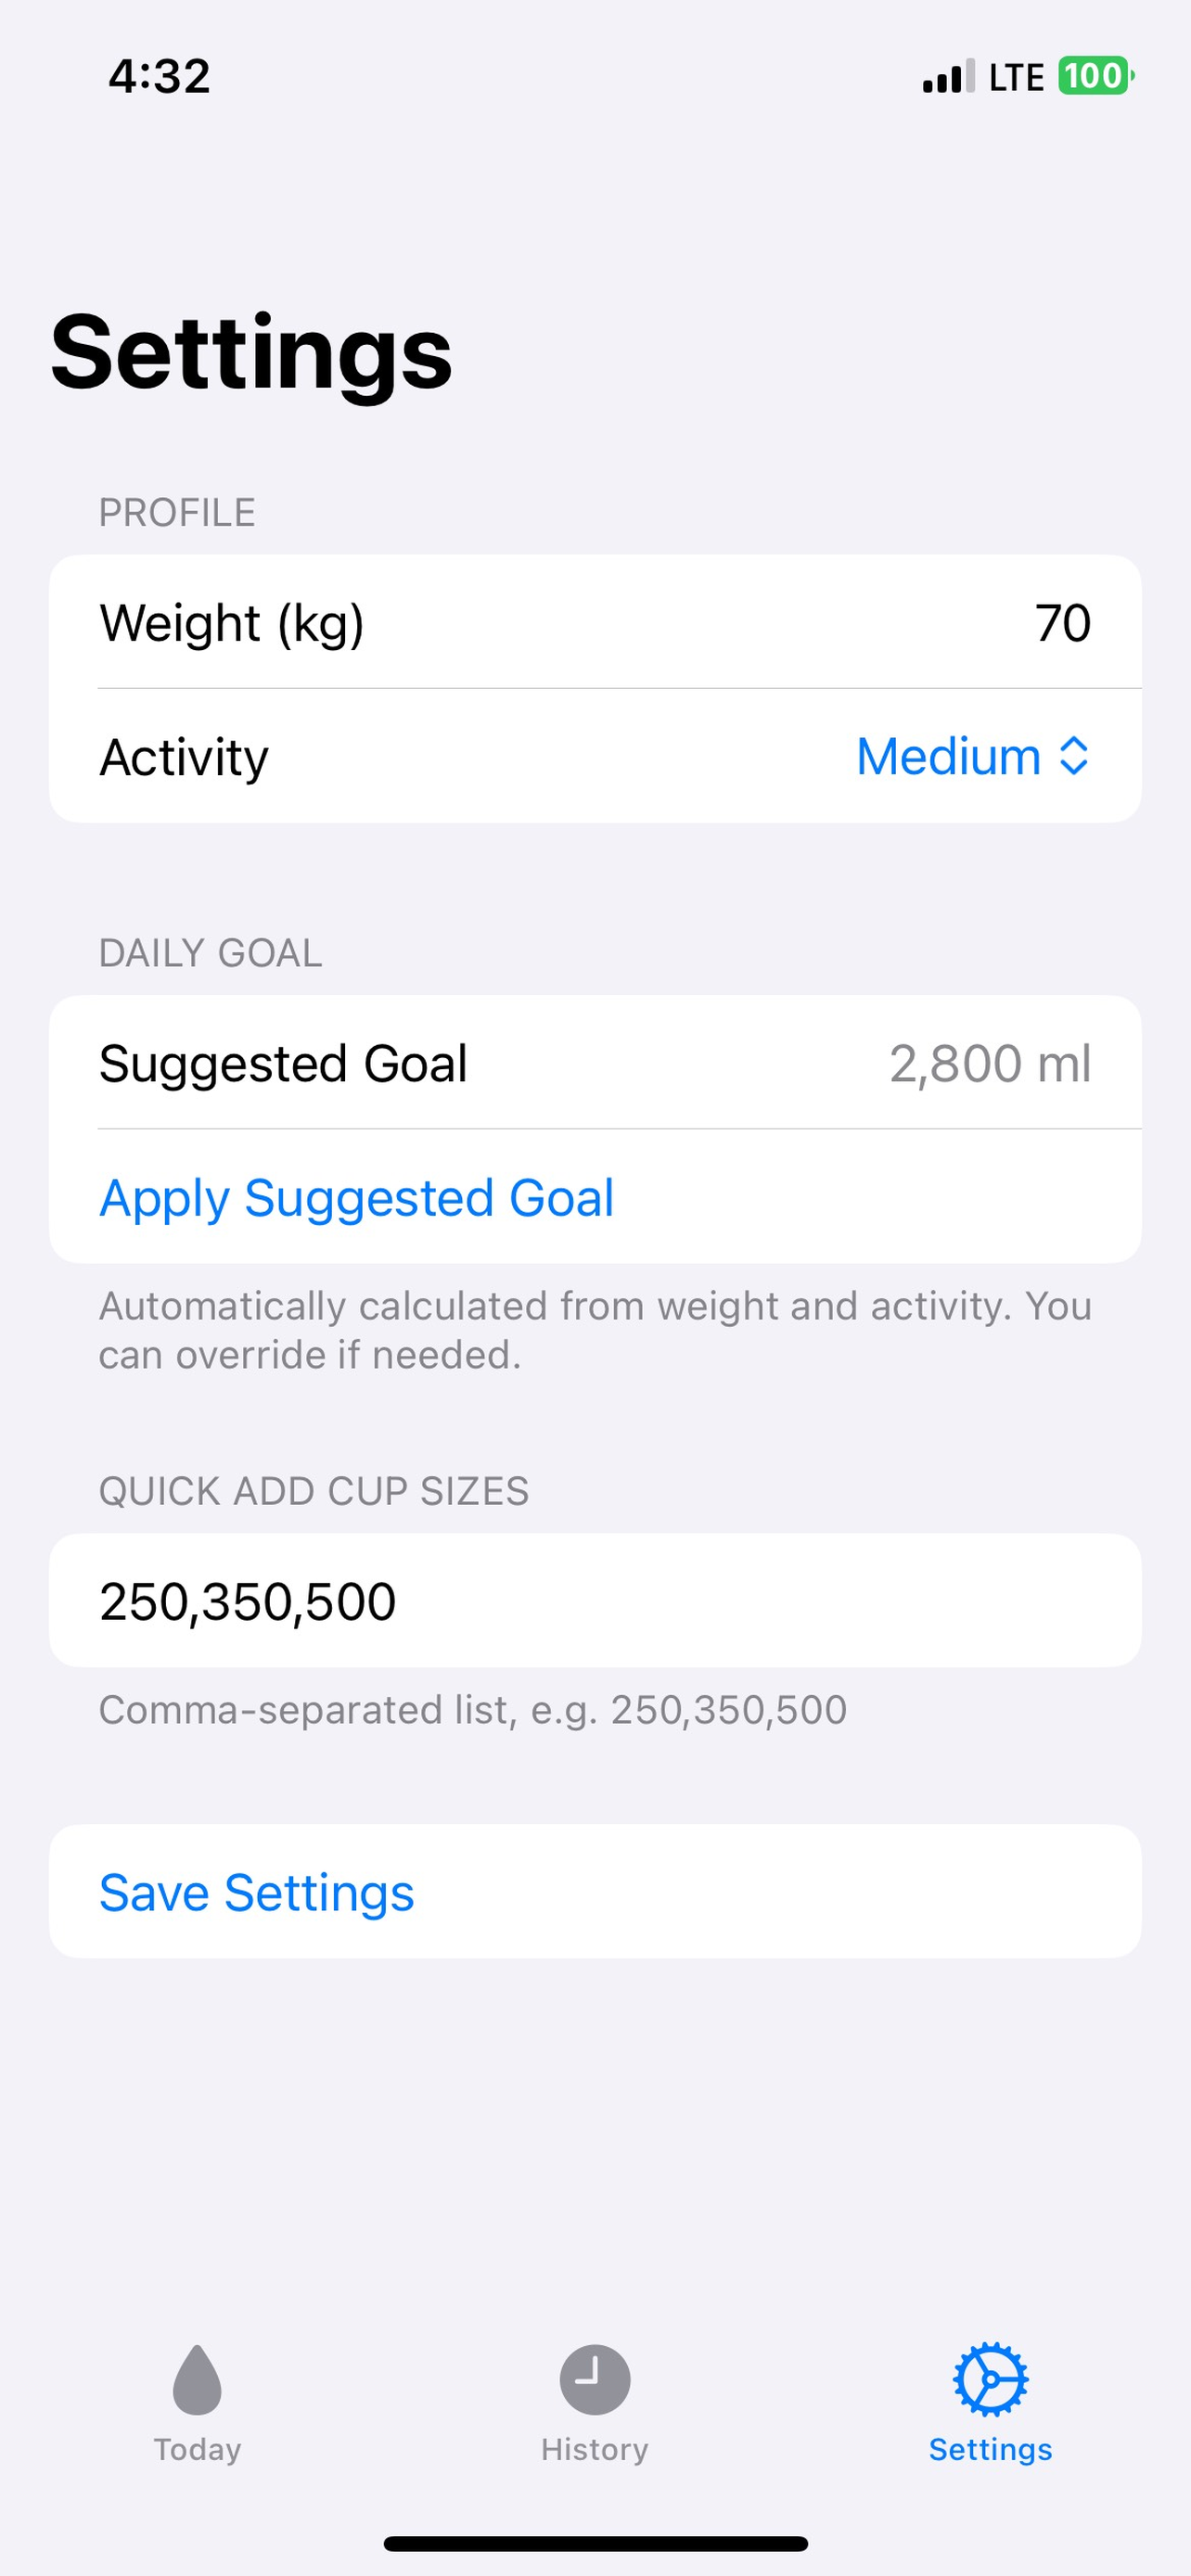 4:32
LTE 100
Settings
PROFILE
Weight (kg) 70
Activity Medium
DAILY GOAL
Suggested Goal 2,800 ml
Apply Suggested Goal
Automatically calculated from weight and activity. You
can override if needed.
QUICK ADD CUP SIZES
250,350,500
Comma-separated list, e.g. 250,350,500
Save Settings
Today History Settings